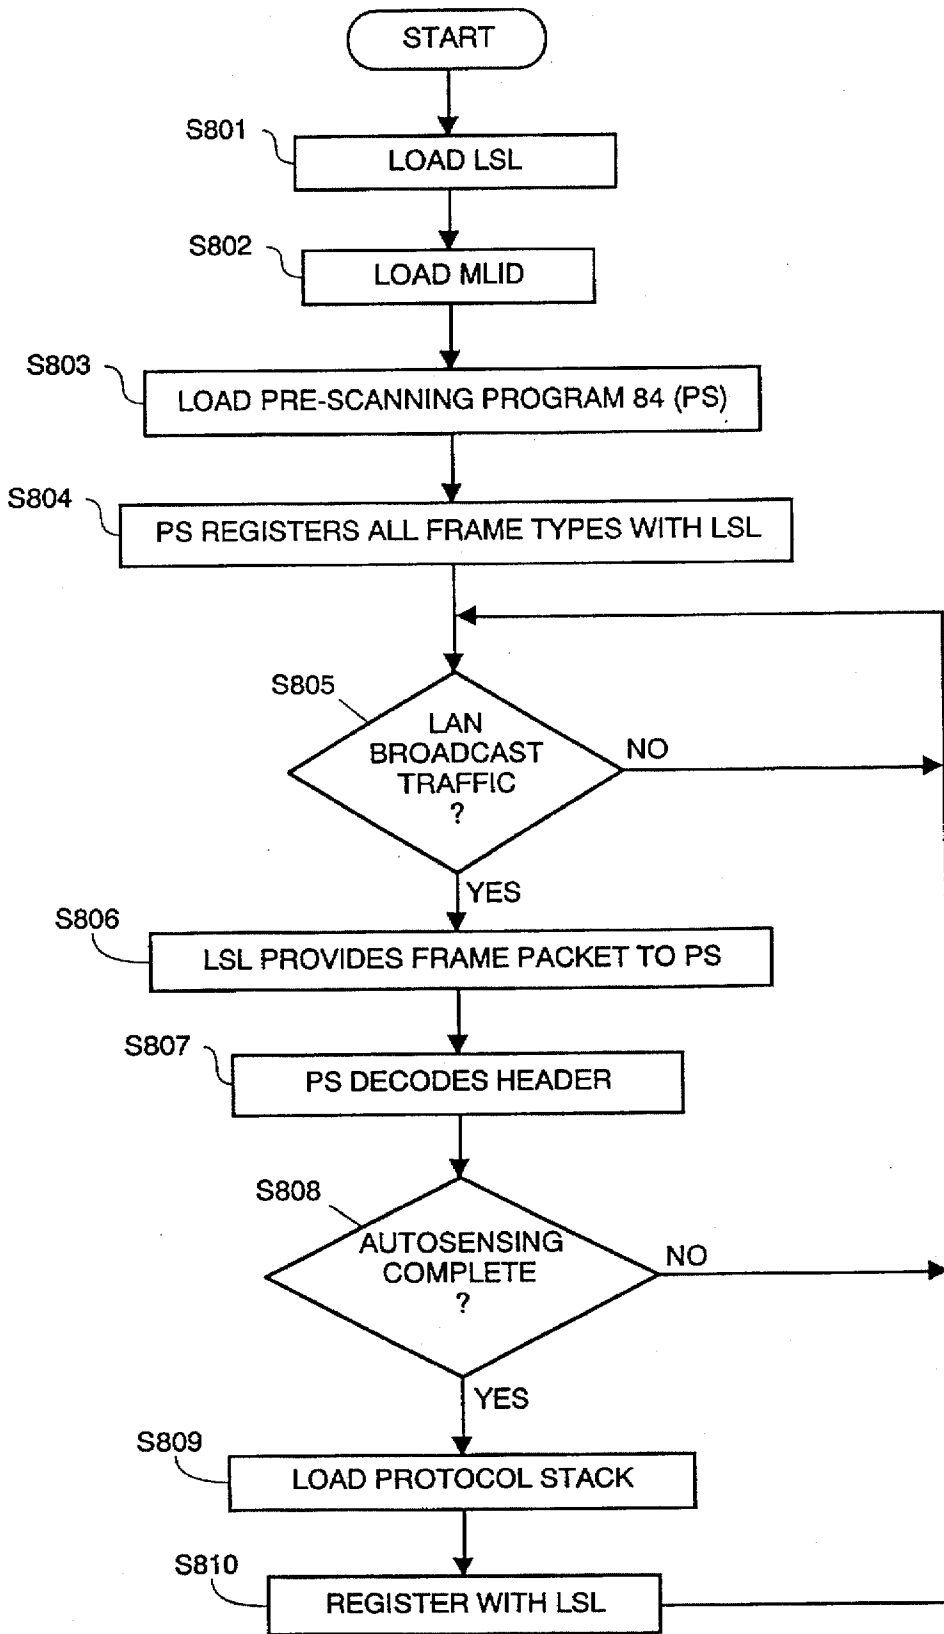 START
S801
LOAD LSL
S802
LOAD MLID
S803
LOAD PRE-SCANNING PROGRAM 84 (PS)
S804
PS REGISTERS ALL FRAME TYPES WITH LSL
S805
LAN
BROADCAST
TRAFFIC
?
NO
YES
S806
LSL PROVIDES FRAME PACKET TO PS
S807
PS DECODES HEADER
S808
AUTOSENSING
COMPLETE
?
NO
YES
S809
LOAD PROTOCOL STACK
S810
REGISTER WITH LSL